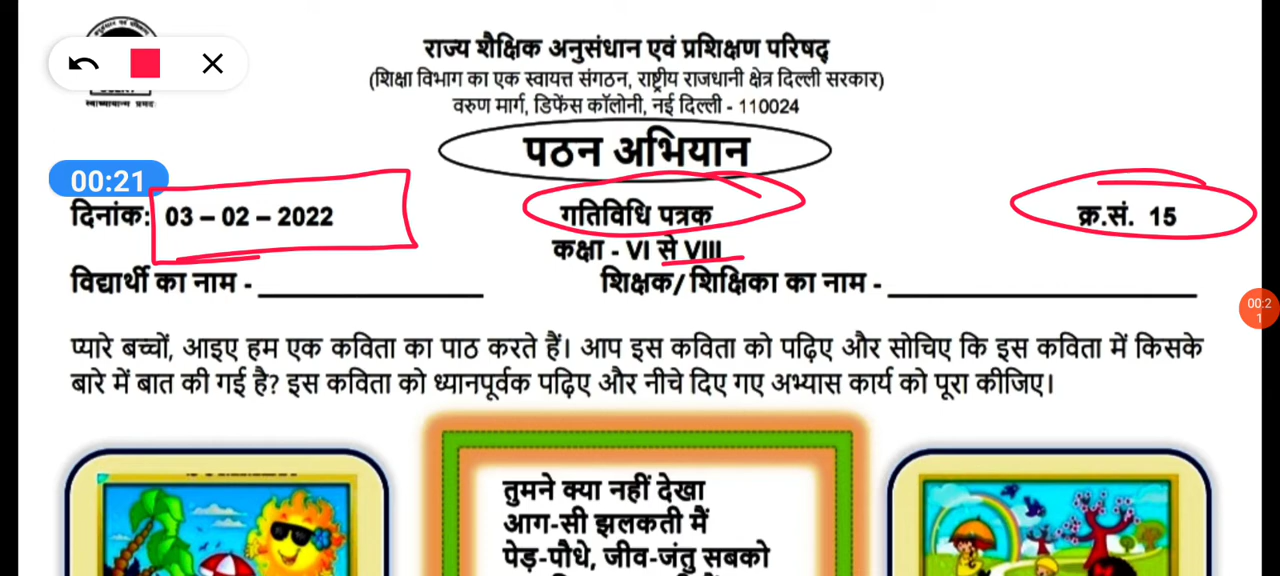 राज्य शैक्षिक अनुसंधान एवं प्रशिक्षण परिषद्
(शिक्षा विभाग का एक स्वायत्त संगठन, राष्ट्रीय राजधानी क्षेत्र दिल्ली सरकार)
वरुण मार्ग, डिफेंस कॉलोनी, नई दिल्ली - 110024
पठन अभियान
00:21
दिनांक: 03 – 02 – 2022 गतिविधि पत्रक क्र.सं. 15
कक्षा - VI से VIII
विद्यार्थी का नाम - शिक्षक/शिक्षिका का नाम -
00:2
1
प्यारे बच्चों, आइए हम एक कविता का पाठ करते हैं। आप इस कविता को पढ़िए और सोचिए कि इस कविता में किसके
बारे में बात की गई है? इस कविता को ध्यानपूर्वक पढ़िए और नीचे दिए गए अभ्यास कार्य को पूरा कीजिए।
तुमने क्या नहीं देखा
आग-सी झलकती मैं
पेड़-पौधे, जीव-जंतु सबको